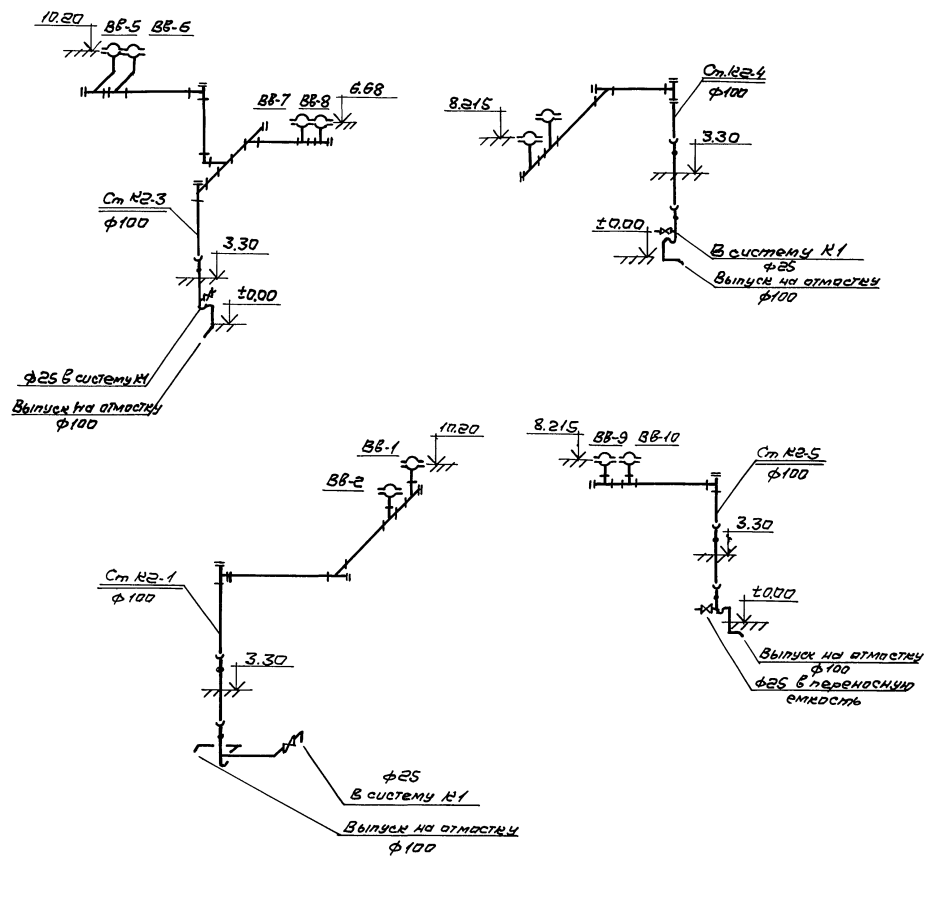 10.20
Вв-5 Вв-6
Вв-7 Вв-8
6.68
Ст К2-3
ф100
3.30
±0.00
ф25 в систему К1
Выпуск на отмостку
ф100
Ст.К2-4
ф100
8.215
3.30
±0.00
В систему К1
ф25
Выпуск на отмостку
ф100
Вв-1
10.20
Вв-2
Ст К2-1
ф100
3.30
ф25
В систему К1
Выпуск на отмостку
ф100
8.215
Вв-9 Вв-10
Ст.К2-5
ф100
3.30
±0.00
Выпуск на отмостку
ф100
ф25 в переносную
емкость